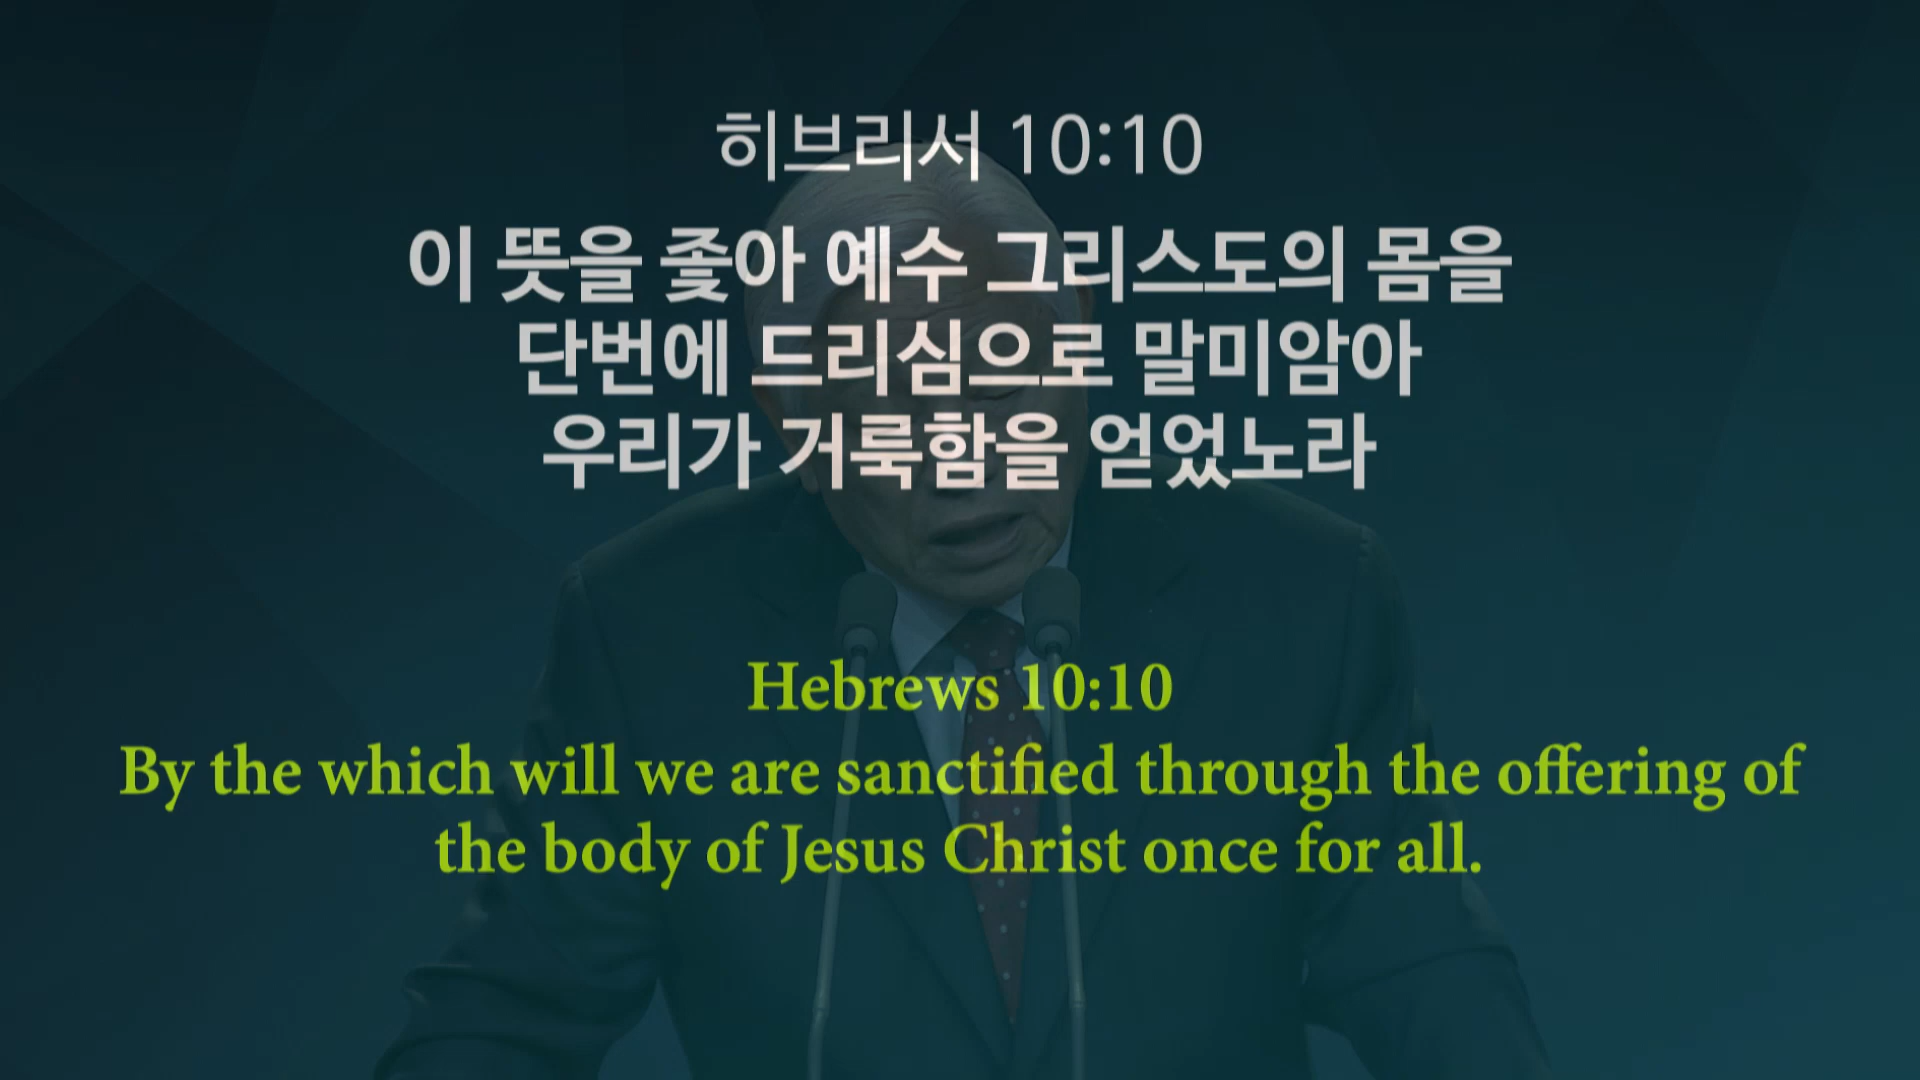 히브리서 10:10
이 뜻을 좇아 예수 그리스도의 몸을
단번에 드리심으로 말미암아
우리가 거룩함을 얻었노라
Hebrews 10:10
By the which will we are sanctified through the offering of
the body of Jesus Christ once for all.